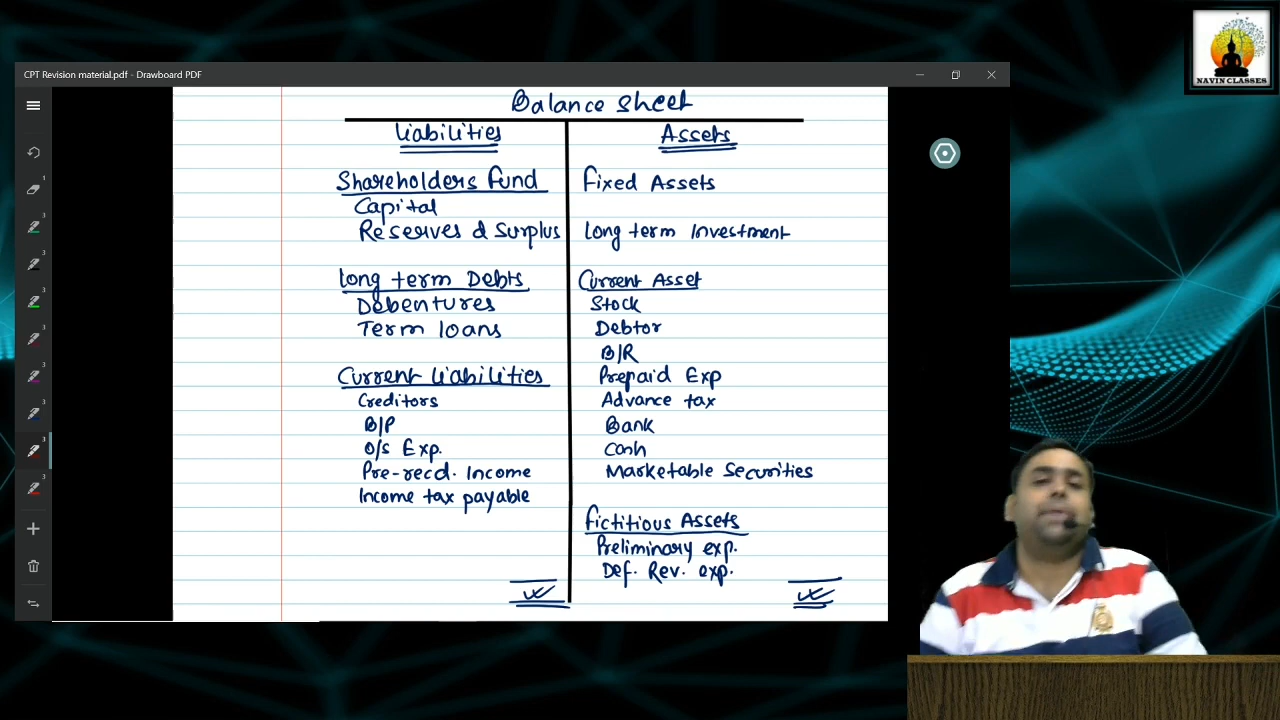 NAVIN CLASSES
CPT Revision material.pdf - Drawboard PDF
Balance sheet
Liabilities
Shareholders Fund
Capital
Reserves & Surplus
Long term Debts
Debentures
Term loans
Current Liabilities
Creditors
B/P
O/s Exp.
Pre-recd. Income
Income tax payable
Assets
Fixed Assets
Long term Investment
Current Asset
Stock
Debtor
B/R
Prepaid Exp
Advance tax
Bank
Cash
Marketable Securities
Fictitious Assets
Preliminary exp.
Def. Rev. exp.